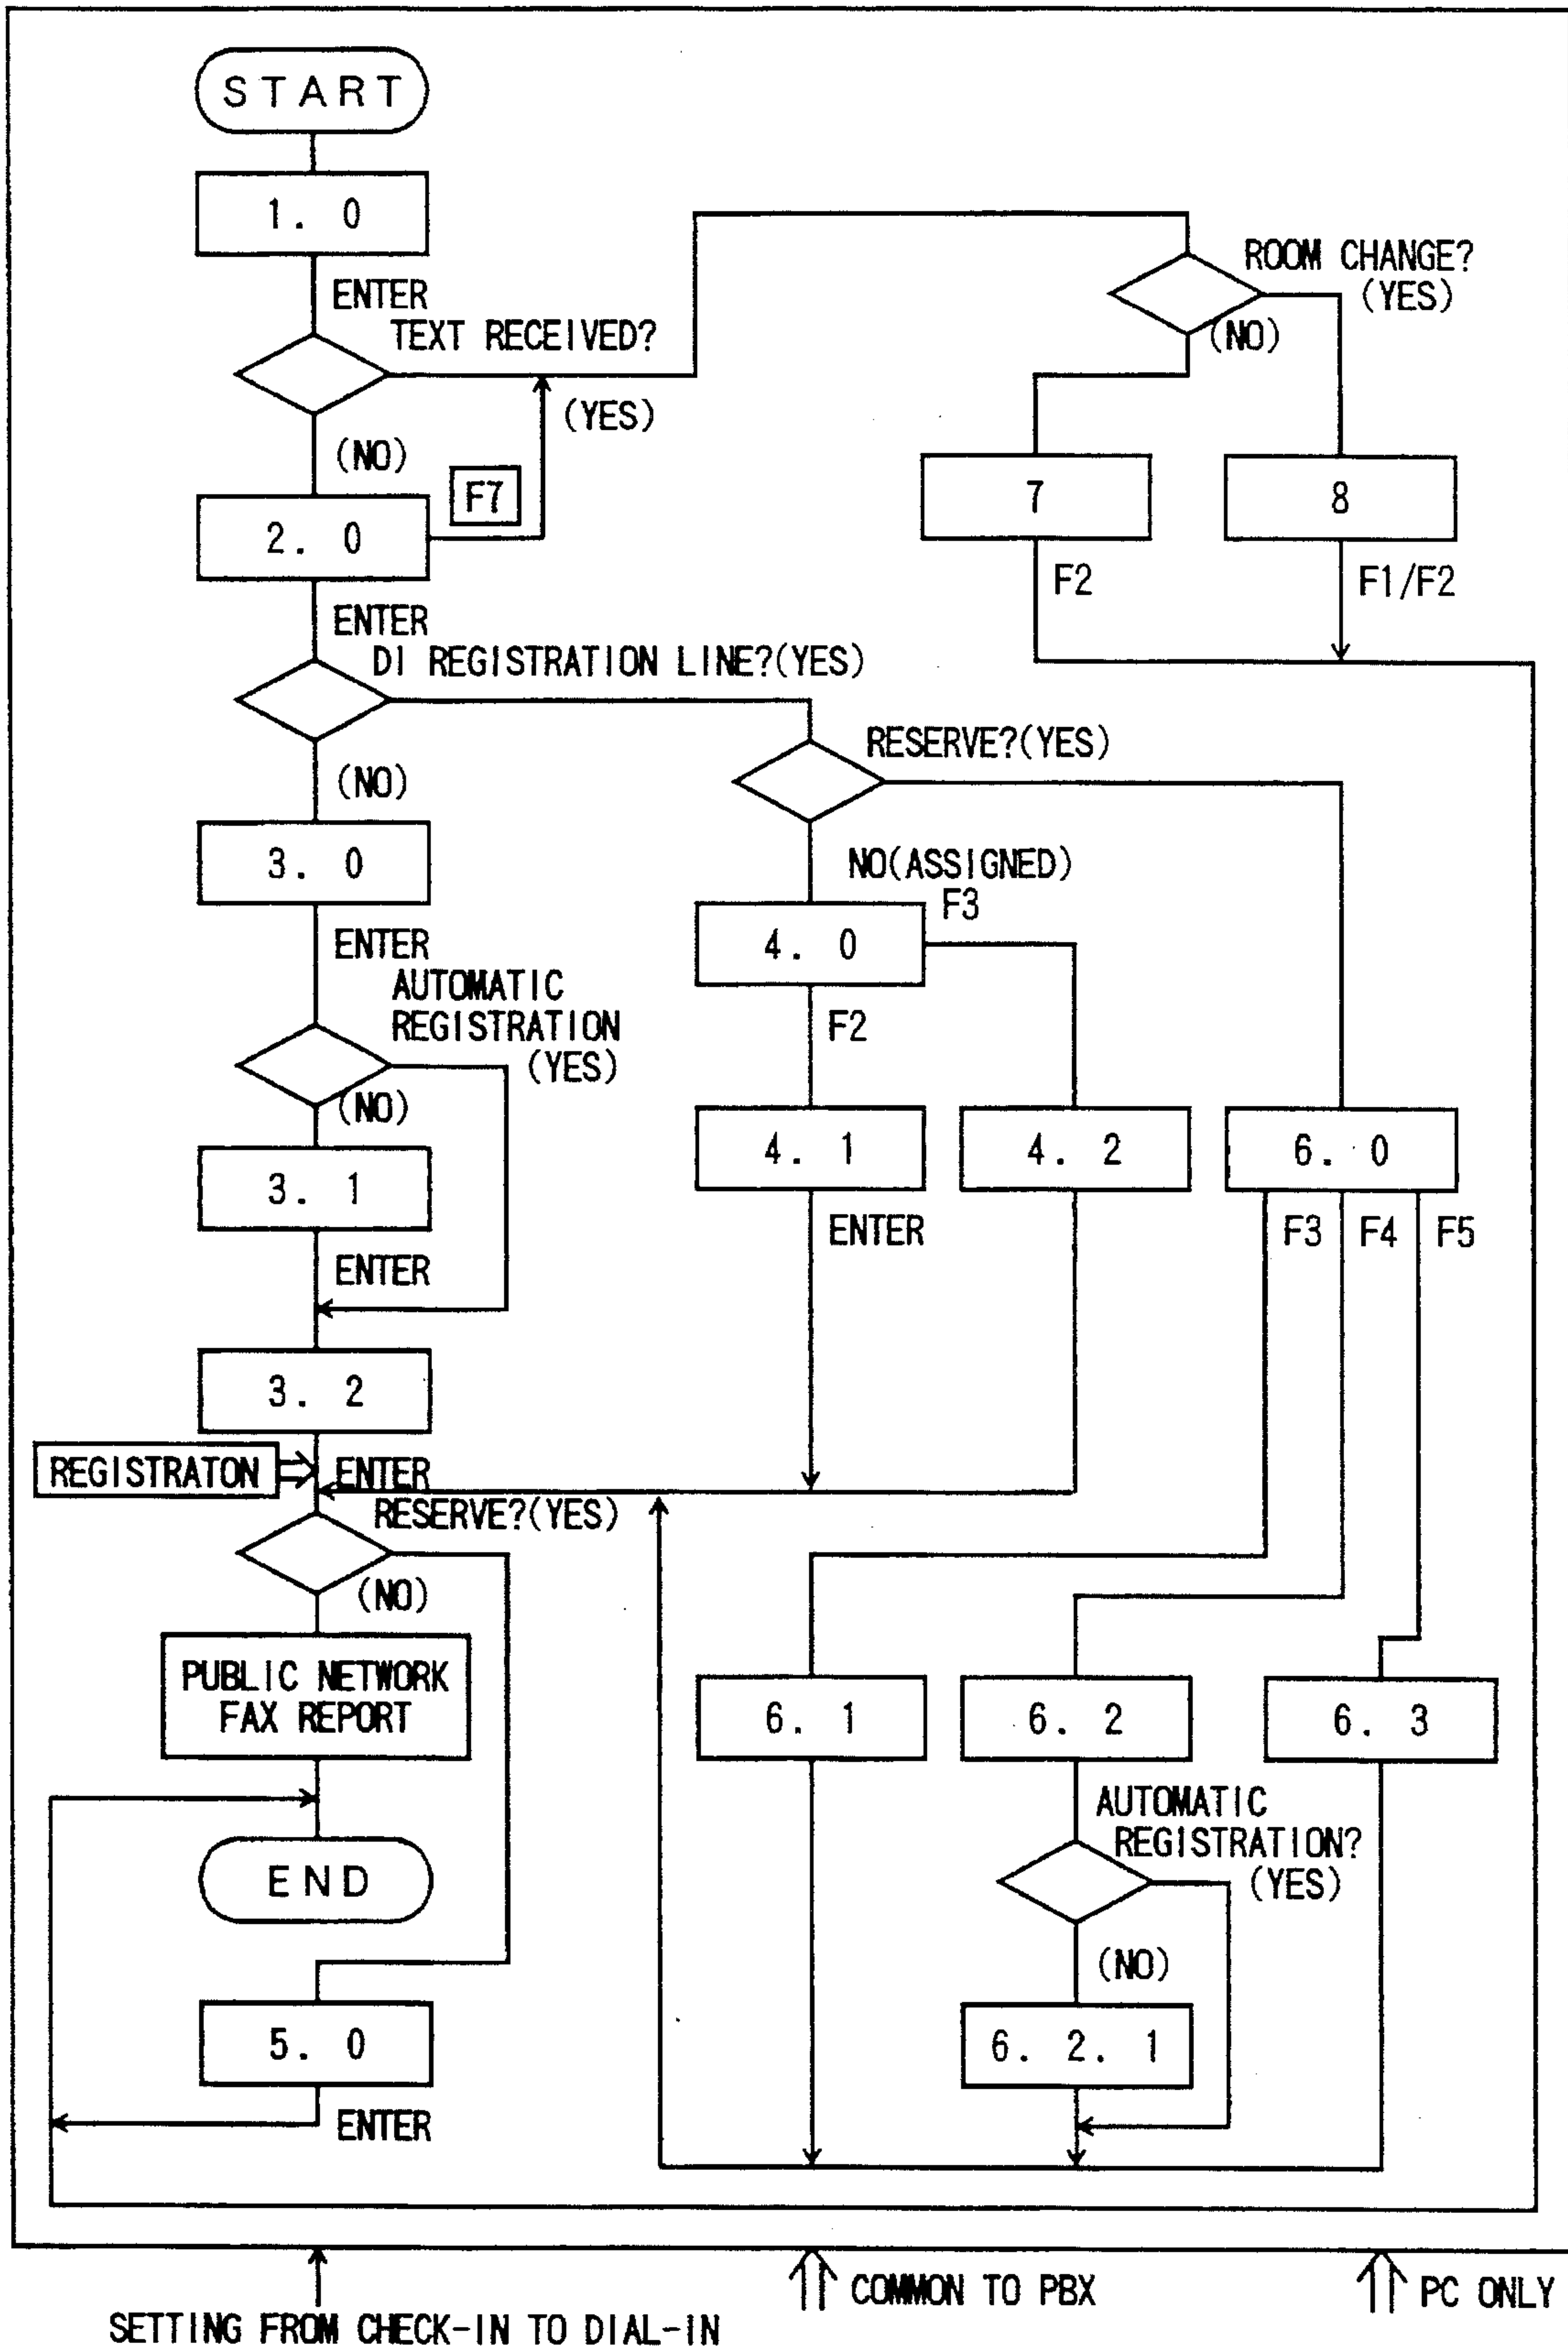 START
1. 0
ENTER
TEXT RECEIVED?
(YES)
(NO)
F7
2. 0
ENTER
ROOM CHANGE?
(YES)
(NO)
7
8
F2
F1/F2
DI REGISTRATION LINE?(YES)
(NO)
RESERVE?(YES)
3. 0
NO(ASSIGNED)
F3
4. 0
ENTER
AUTOMATIC
REGISTRATION
(YES)
(NO)
F2
3. 1
4. 1
4. 2
6. 0
ENTER
ENTER
F3
F4
F5
3. 2
REGISTRATON
ENTER
RESERVE?(YES)
(NO)
PUBLIC NETWORK
FAX REPORT
6. 1
6. 2
6. 3
AUTOMATIC
REGISTRATION?
(YES)
END
(NO)
5. 0
6. 2. 1
ENTER
COMMON TO PBX
PC ONLY
SETTING FROM CHECK-IN TO DIAL-IN